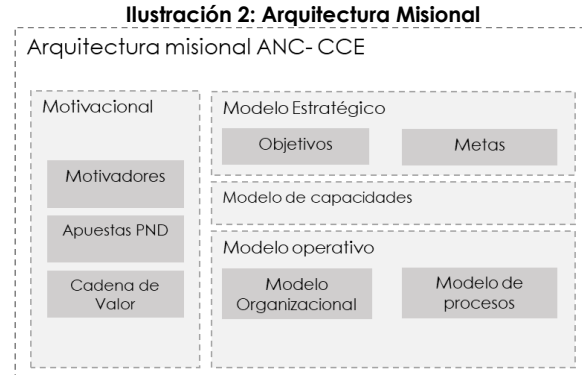 Ilustración 2: Arquitectura Misional
Arquitectura misional ANC- CCE
Motivacional
Motivadores
Apuestas PND
Cadena de
Valor
Modelo Estratégico
Objetivos
Metas
Modelo de capacidades
Modelo operativo
Modelo
Organizacional
Modelo de
procesos